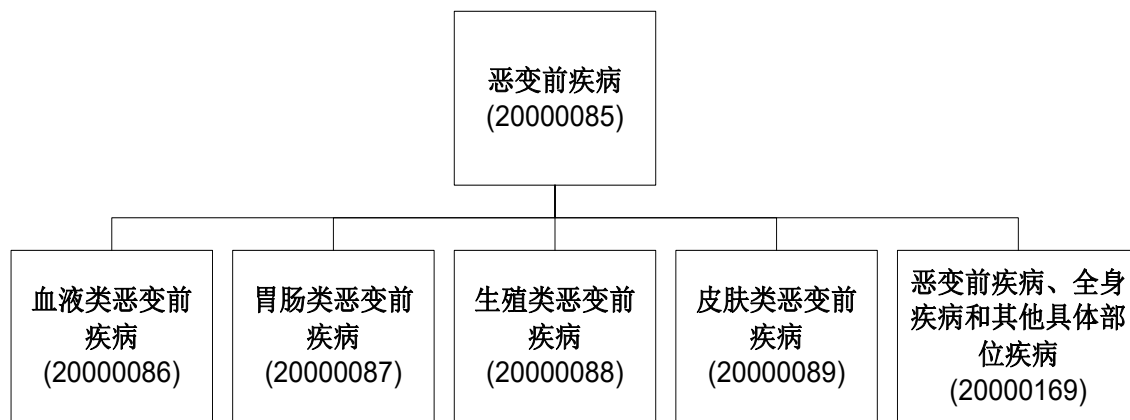 恶变前疾病
(20000085)
血液类恶变前
疾病
(20000086)
胃肠类恶变前
疾病
(20000087)
生殖类恶变前
疾病
(20000088)
皮肤类恶变前
疾病
(20000089)
恶变前疾病、全身
疾病和其他具体部
位疾病
(20000169)